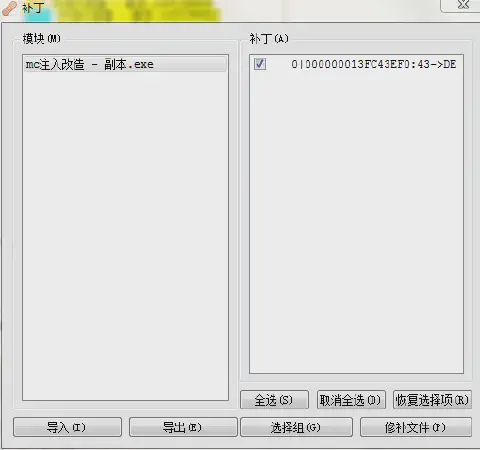 补丁
模块(M)
补丁(A)
mc注入改造 - 副本.exe
0|000000013FC43EF0:43->DE
全选(S)
取消全选(D)
恢复选择项(R)
导入(I)
导出(E)
选择组(G)
修补文件(P)